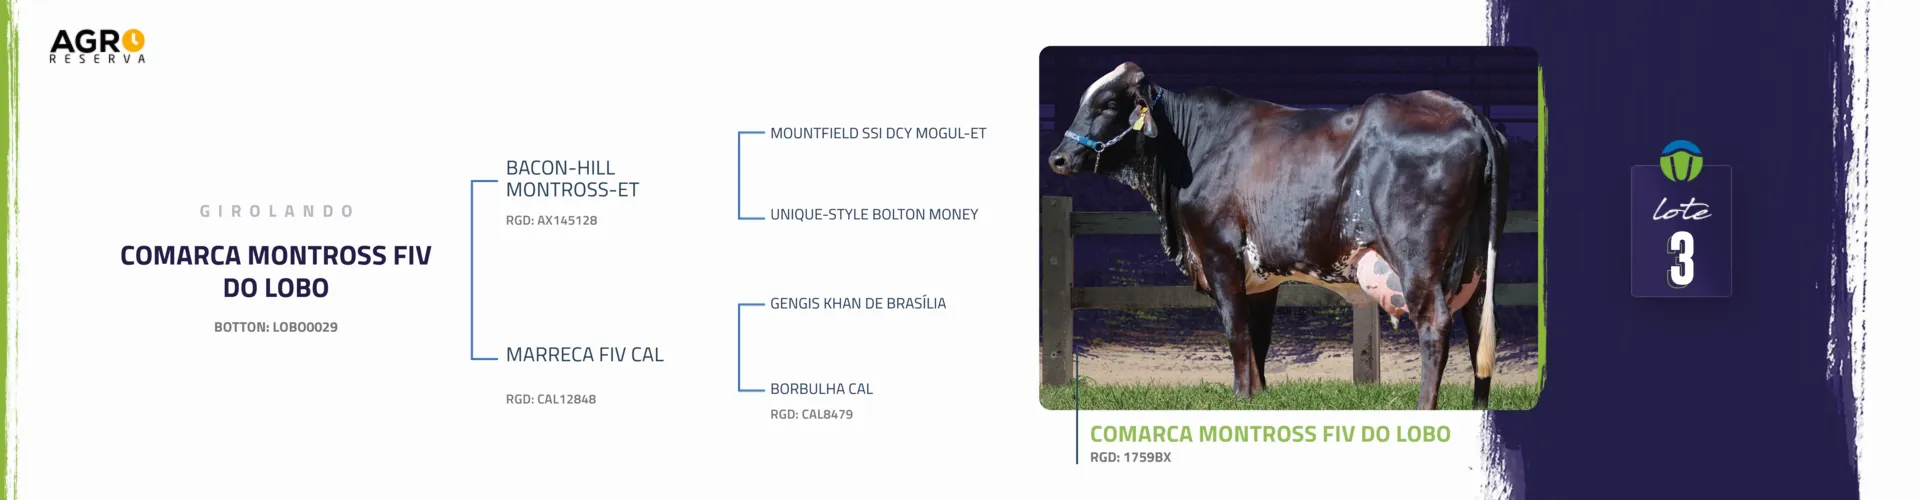 AGRO
RESERVA
GIROLANDO
COMARCA MONTROSS FIV
DO LOBO
BOTTON: LOBO0029
BACON-HILL
MONTROSS-ET
RGD: AX145128
MARRECA FIV CAL
RGD: CAL12848
MOUNTFIELD SSI DCY MOGUL-ET
UNIQUE-STYLE BOLTON MONEY
GENGIS KHAN DE BRASÍLIA
BORBULHA CAL
RGD: CAL8479
COMARCA MONTROSS FIV DO LOBO
RGD: 1759BX
lote
3